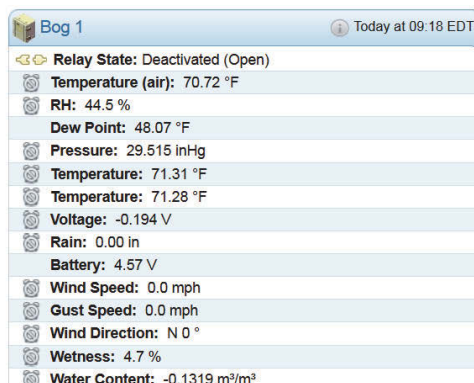 Bog 1 Today at 09:18 EDT
Relay State: Deactivated (Open)
Temperature (air): 70.72 °F
RH: 44.5 %
Dew Point: 48.07 °F
Pressure: 29.515 inHg
Temperature: 71.31 °F
Temperature: 71.28 °F
Voltage: -0.194 V
Rain: 0.00 in
Battery: 4.57 V
Wind Speed: 0.0 mph
Gust Speed: 0.0 mph
Wind Direction: N 0 °
Wetness: 4.7 %
Water Content: -0.1319 m³/m³